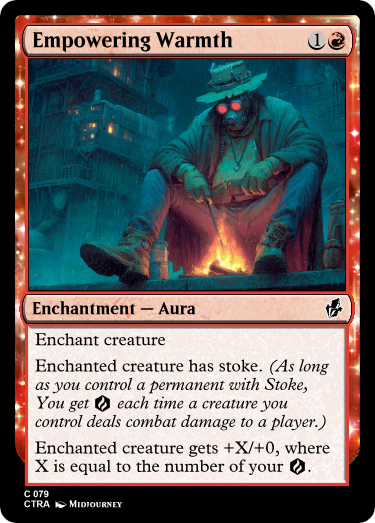 Empowering Warmth 1
Enchantment — Aura
Enchant creature
Enchanted creature has stoke. (As long
as you control a permanent with Stoke,
You get each time a creature you
control deals combat damage to a player.)
Enchanted creature gets +X/+0, where
X is equal to the number of your .
C 079
CTRA Midjourney